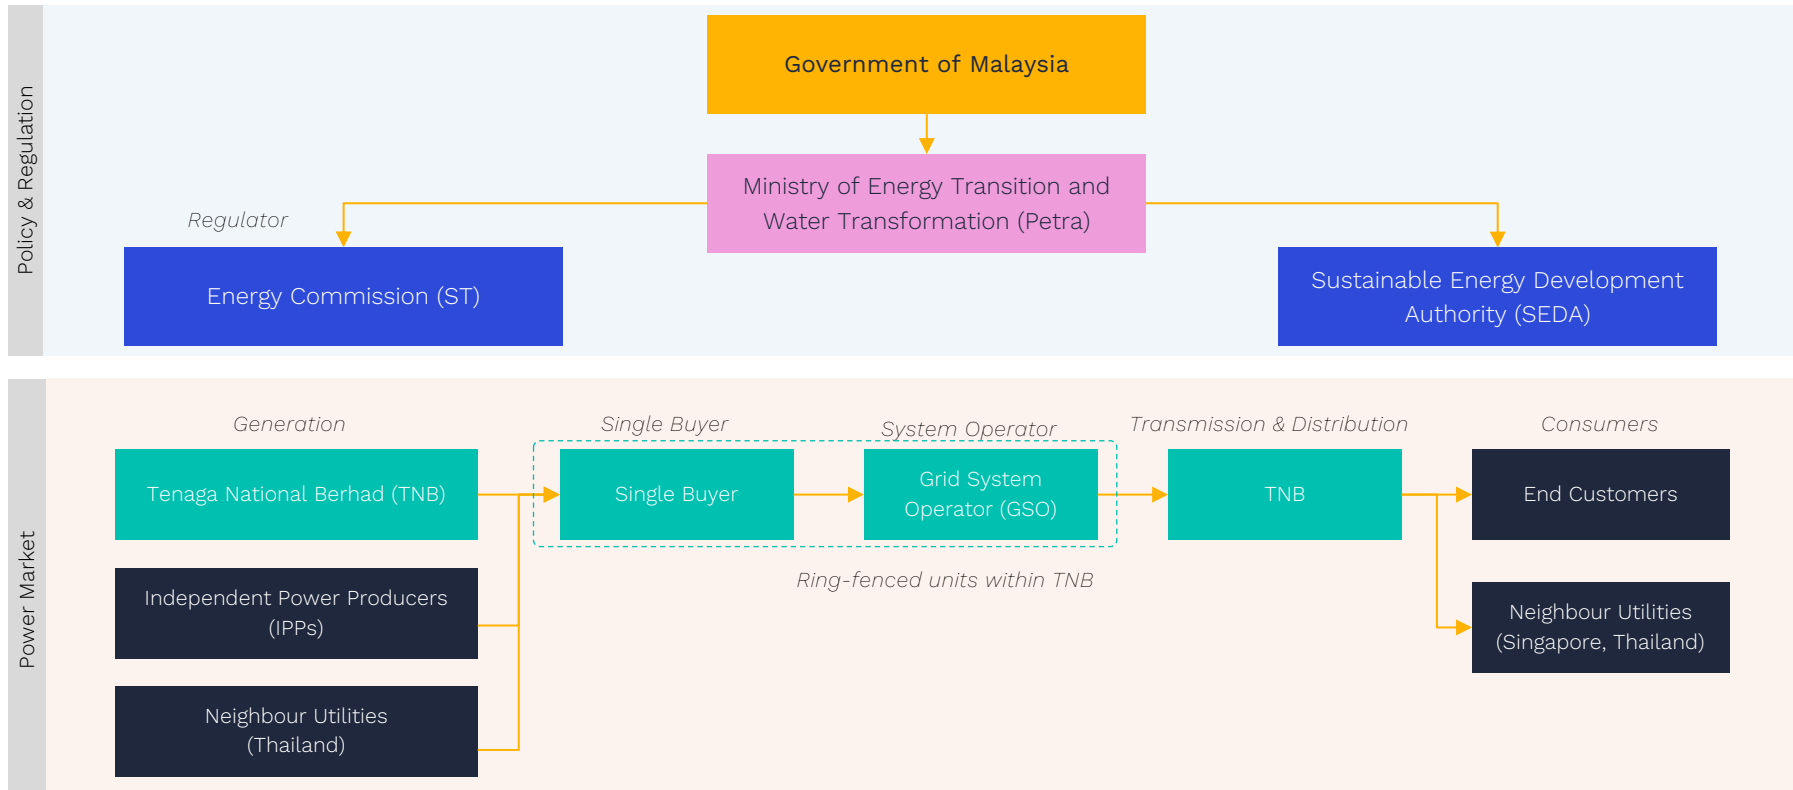 Policy & Regulation
Government of Malaysia
Ministry of Energy Transition and
Water Transformation (Petra)
Regulator
Energy Commission (ST)
Sustainable Energy Development
Authority (SEDA)
Power Market
Generation
Single Buyer
System Operator
Transmission & Distribution
Consumers
Tenaga National Berhad (TNB)
Single Buyer
Grid System
Operator (GSO)
TNB
End Customers
Ring-fenced units within TNB
Independent Power Producers
(IPPs)
Neighbour Utilities
(Singapore, Thailand)
Neighbour Utilities
(Thailand)